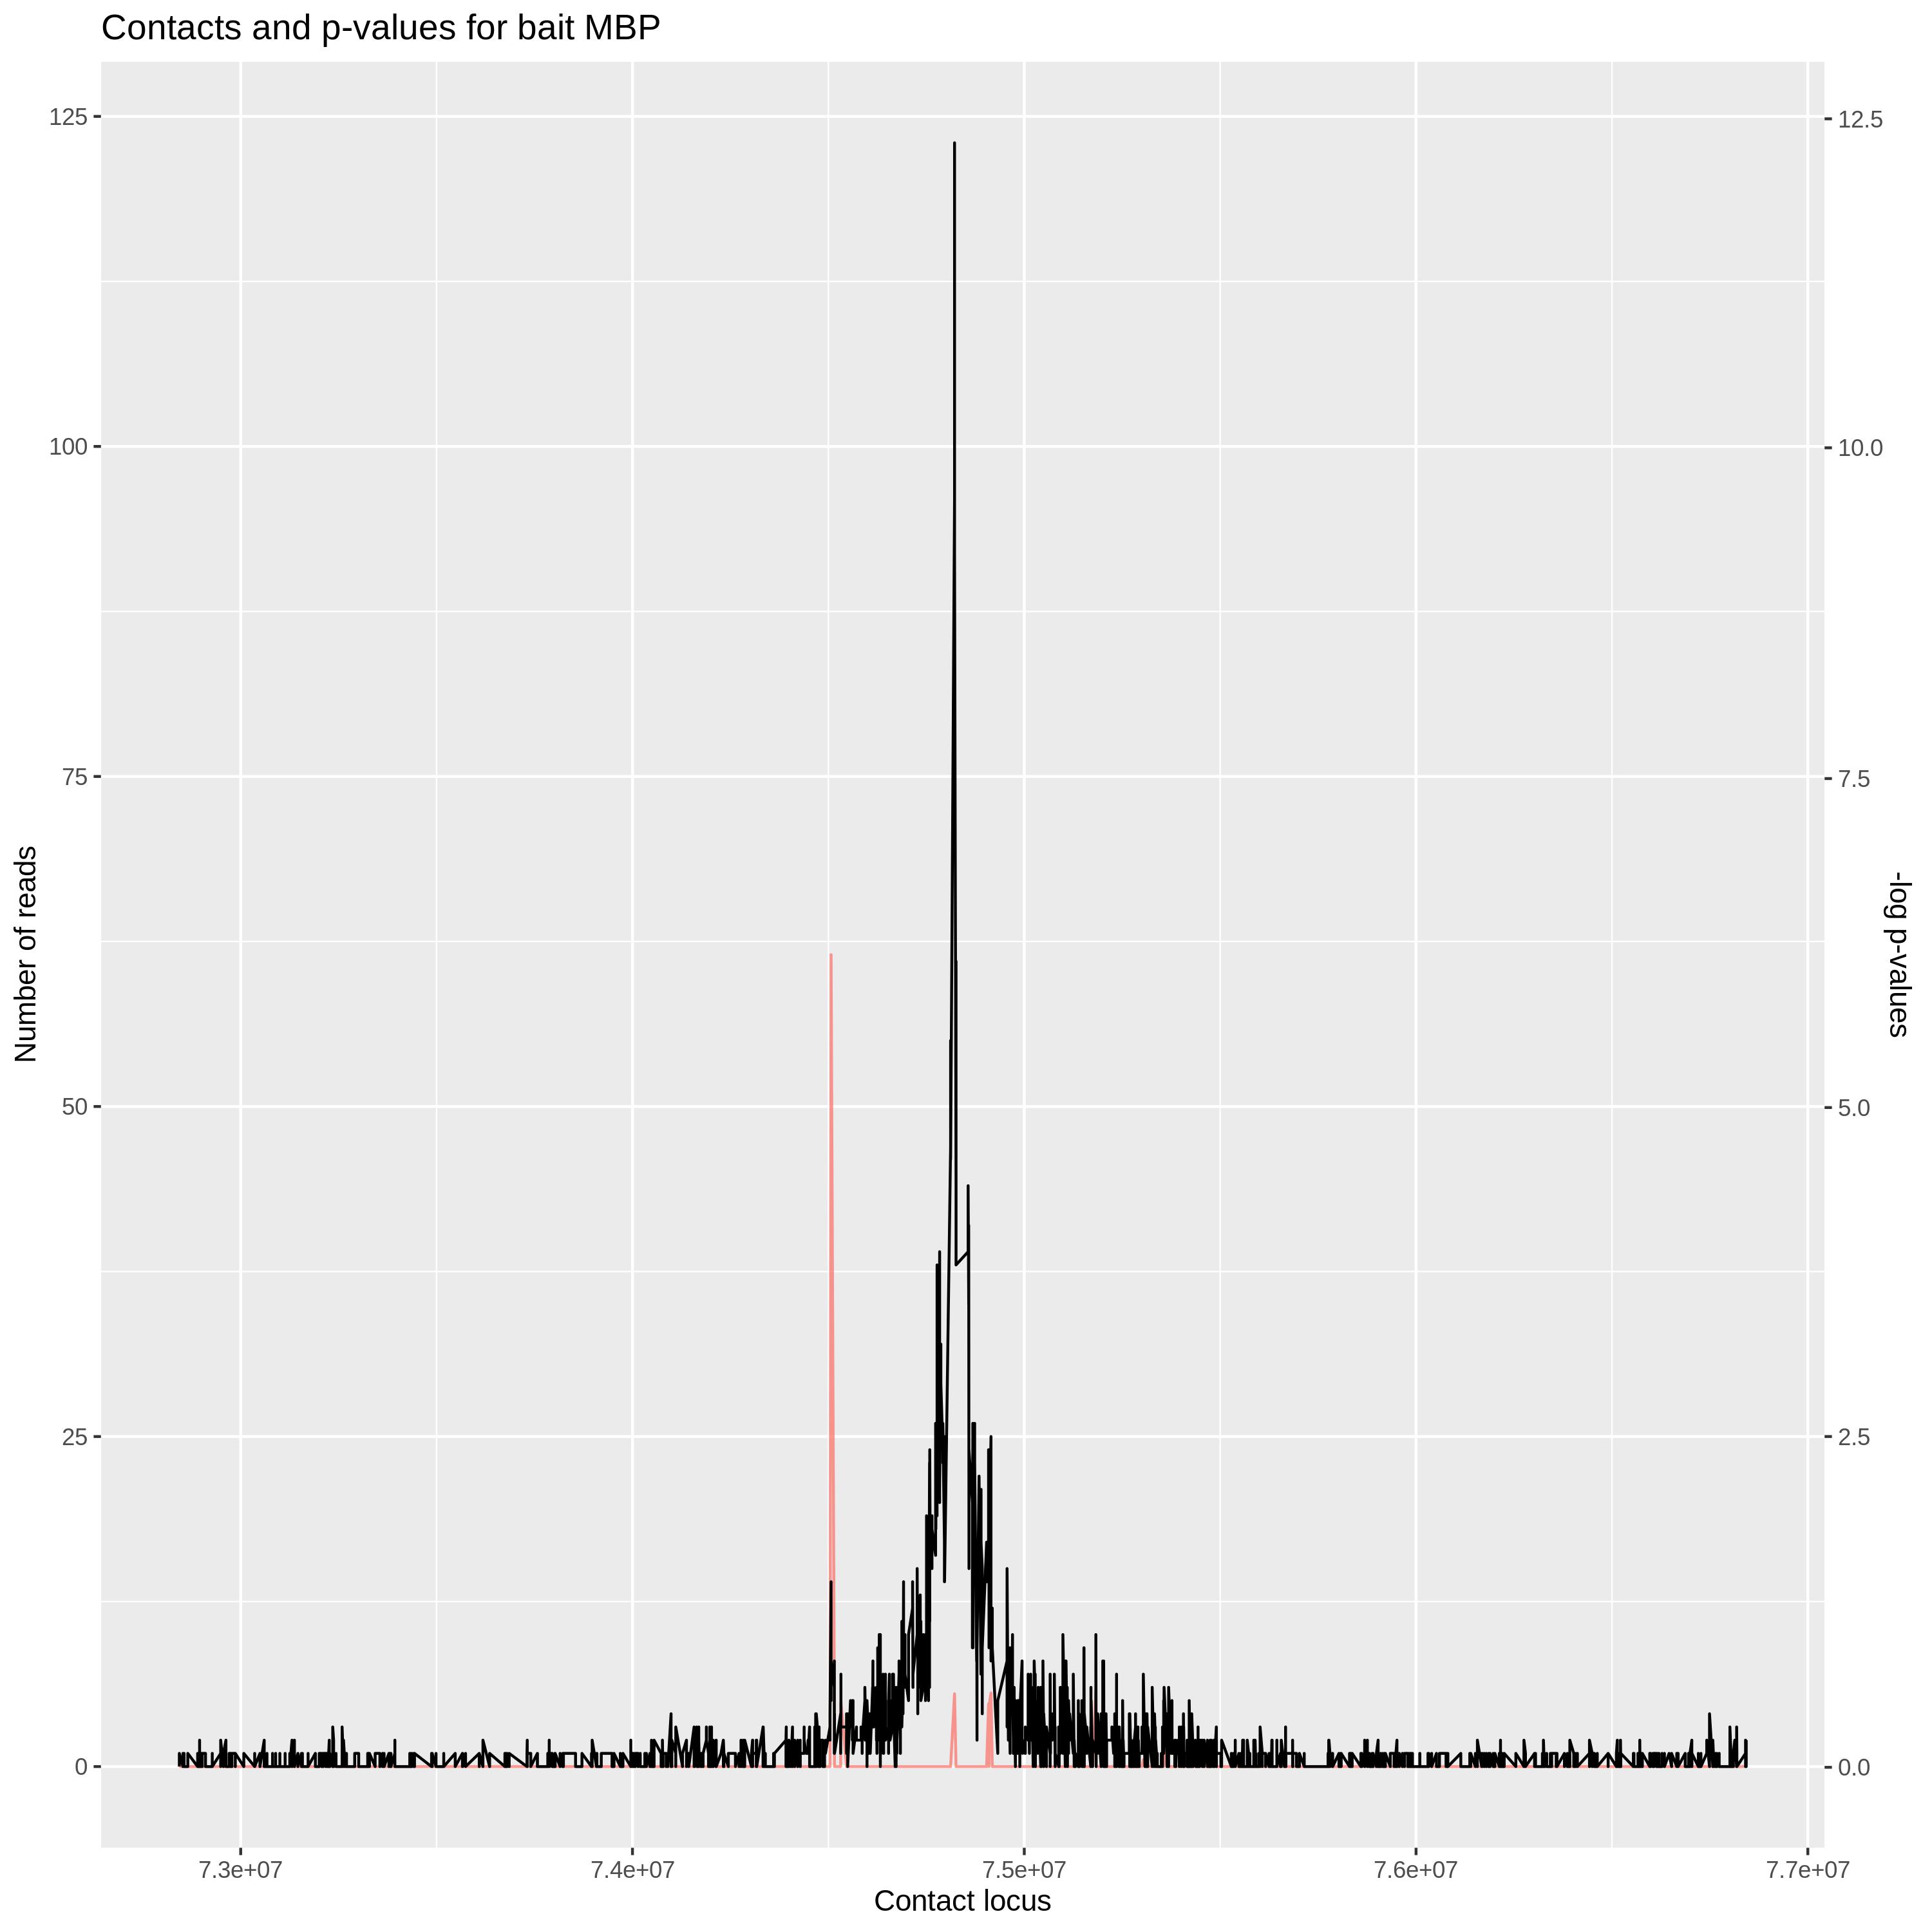 Contacts and p-values for bait MBP
125
100
75
50
25
0
Number of reads
12.5
10.0
7.5
5.0
2.5
0.0
-log p-values
7.3e+07
7.4e+07
7.5e+07
7.6e+07
7.7e+07
Contact locus